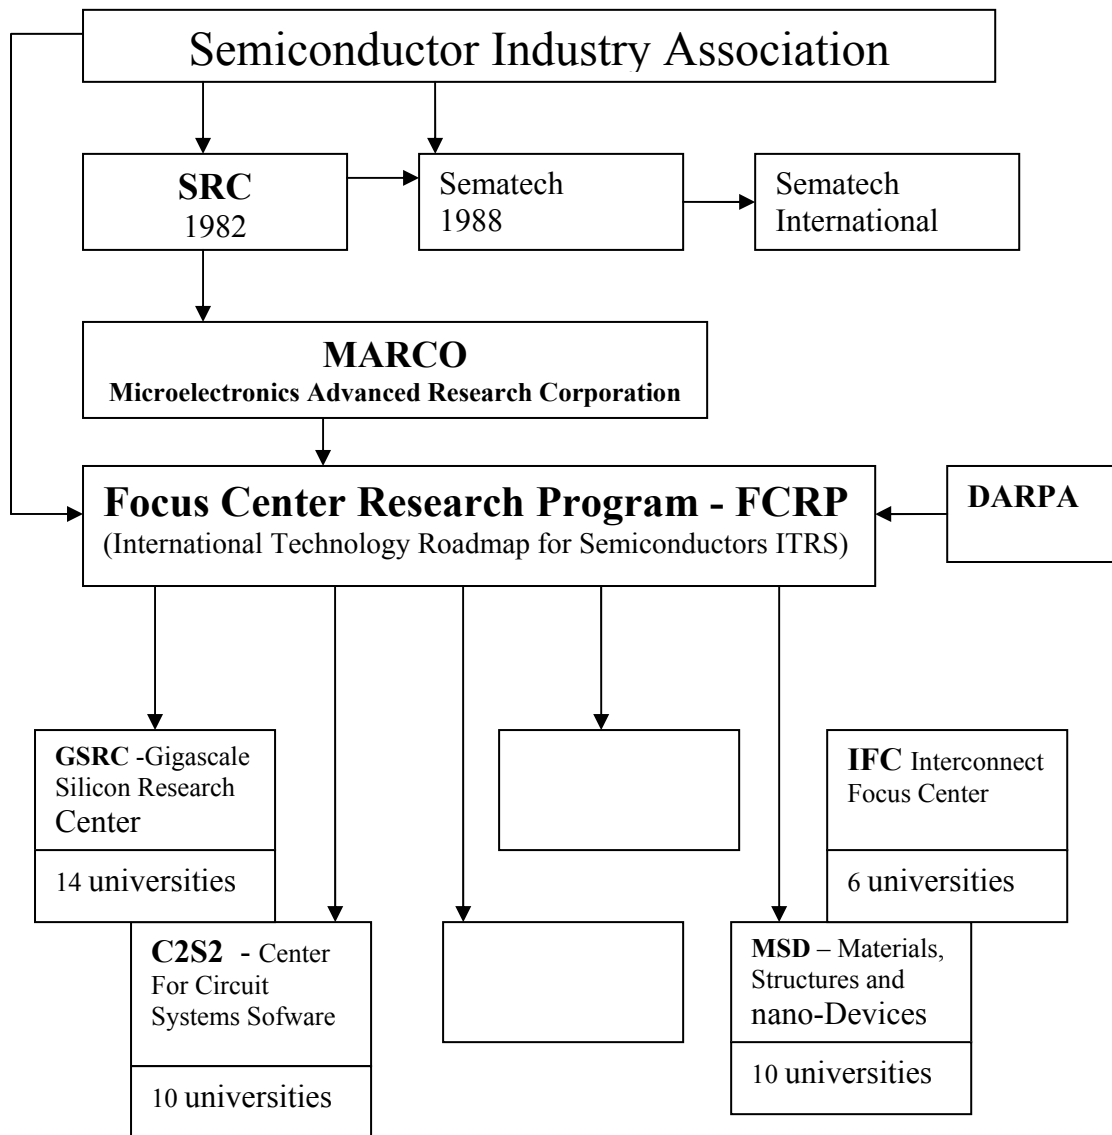 Semiconductor Industry Association
SRC
1982
Sematech
1988
Sematech
International
MARCO
Microelectronics Advanced Research Corporation
Focus Center Research Program - FCRP
(International Technology Roadmap for Semiconductors ITRS)
DARPA
GSRC -Gigascale
Silicon Research
Center
14 universities
IFC Interconnect
Focus Center
6 universities
C2S2 - Center
For Circuit
Systems Sofware
10 universities
MSD – Materials,
Structures and
nano-Devices
10 universities